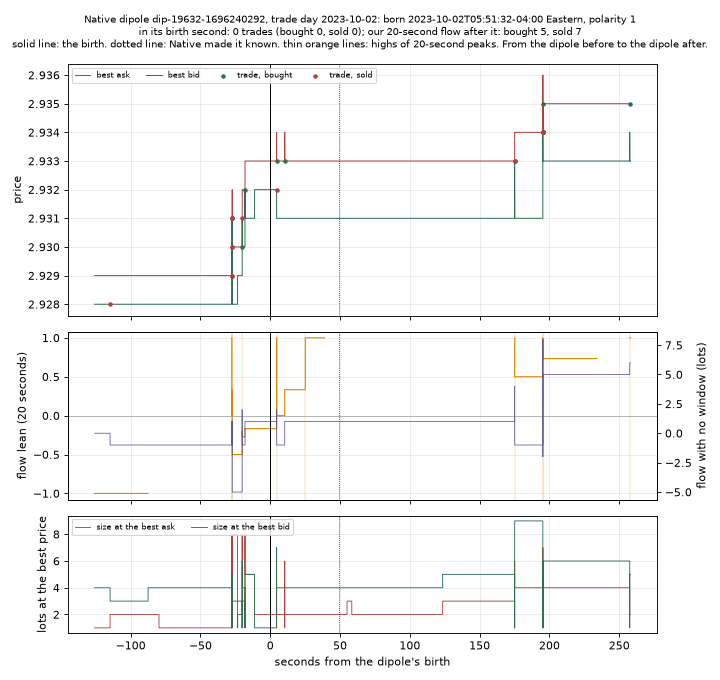 Native dipole dip-19632-1696240292, trade day 2023-10-02: born 2023-10-02T05:51:32-04:00 Eastern, polarity 1
in its birth second: 0 trades (bought 0, sold 0); our 20-second flow after it: bought 5, sold 7
solid line: the birth. dotted line: Native made it known. thin orange lines: highs of 20-second peaks. From the dipole before to the dipole after.
best ask
best bid
trade, bought
trade, sold
2.936
2.935
2.934
2.933
2.932
2.931
2.930
2.929
2.928
price
1.0
0.5
0.0
−0.5
−1.0
flow lean (20 seconds)
7.5
5.0
2.5
0.0
−2.5
−5.0
flow with no window (lots)
size at the best ask
size at the best bid
8
6
4
2
lots at the best price
−100
−50
0
50
100
150
200
250
seconds from the dipole's birth